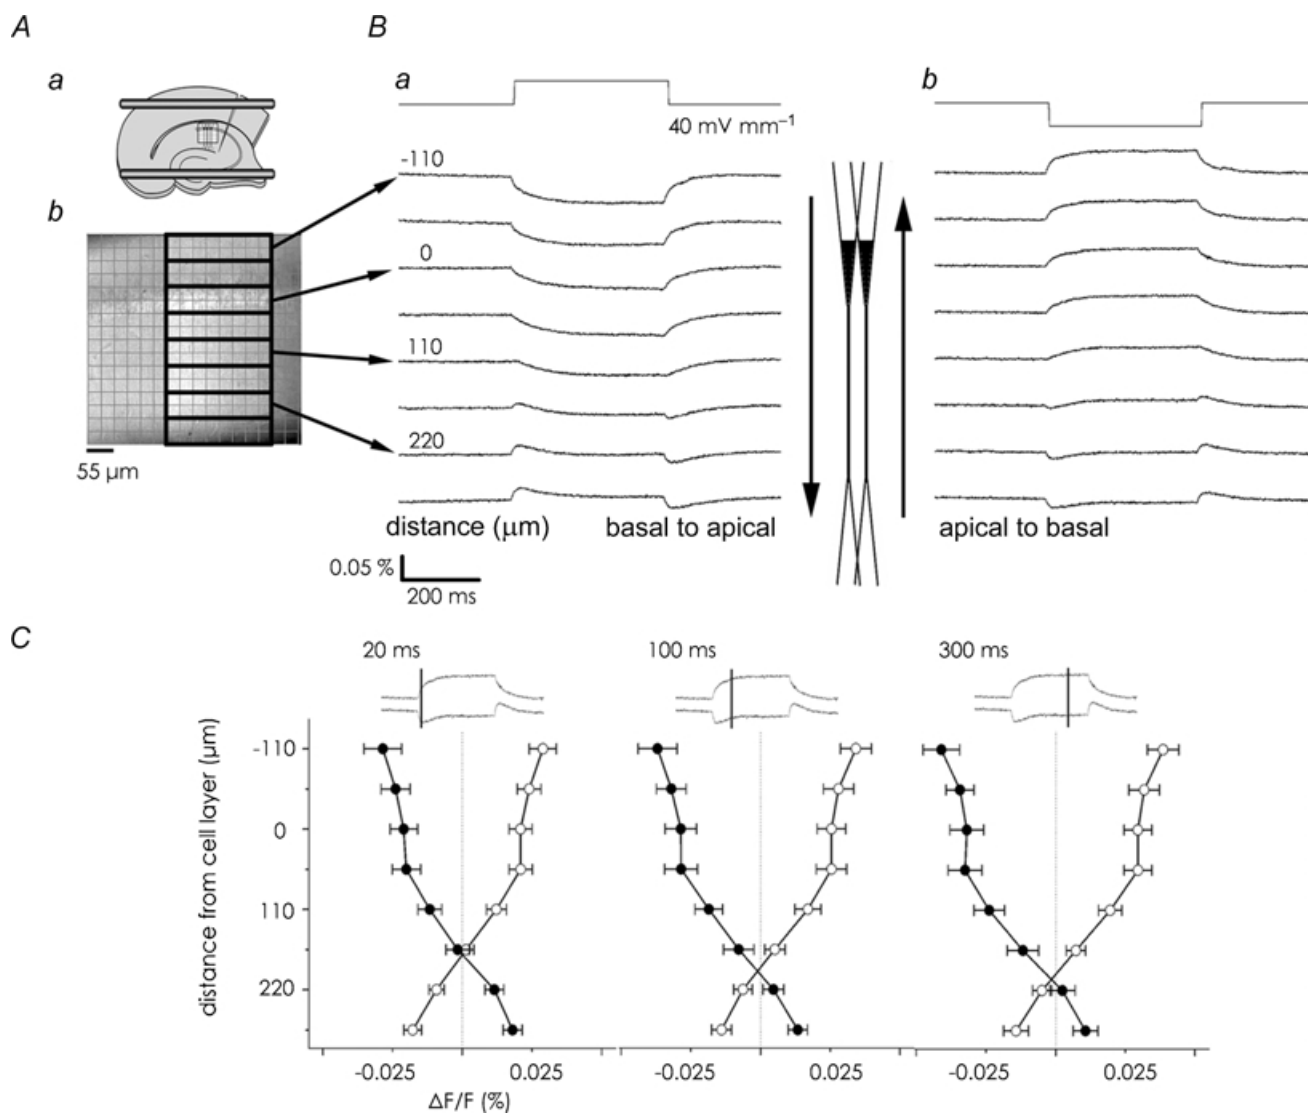 A
B
a
a
b
40 mV mm⁻¹
-110
b
0
110
220
55 µm
distance (µm)
basal to apical
apical to basal
0.05 %
200 ms
C
20 ms
100 ms
300 ms
distance from cell layer (µm)
-110
0
110
220
-0.025
0.025
-0.025
0.025
-0.025
0.025
ΔF/F (%)